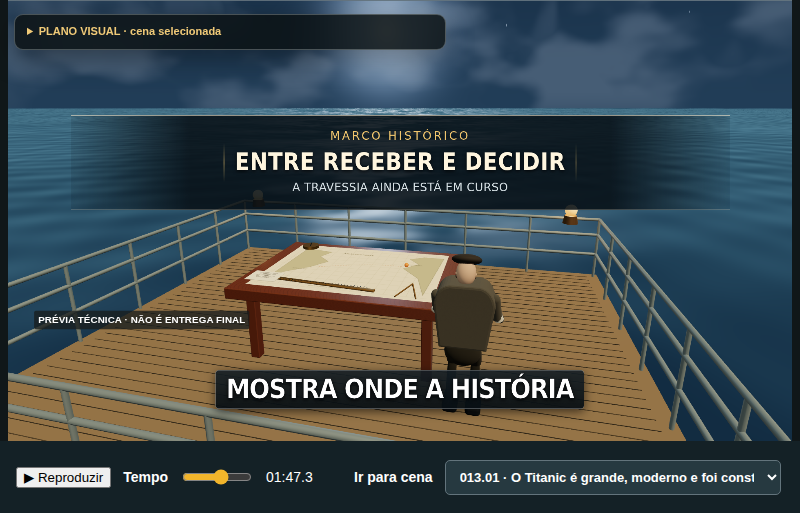 ▶ PLANO VISUAL · cena selecionada
MARCO HISTÓRICO
ENTRE RECEBER E DECIDIR
A TRAVESSIA AINDA ESTÁ EM CURSO
PRÉVIA TÉCNICA · NÃO É ENTREGA FINAL
MOSTRA ONDE A HISTÓRIA
▶ Reproduzir Tempo 01:47.3 Ir para cena 013.01 · O Titanic é grande, moderno e foi const